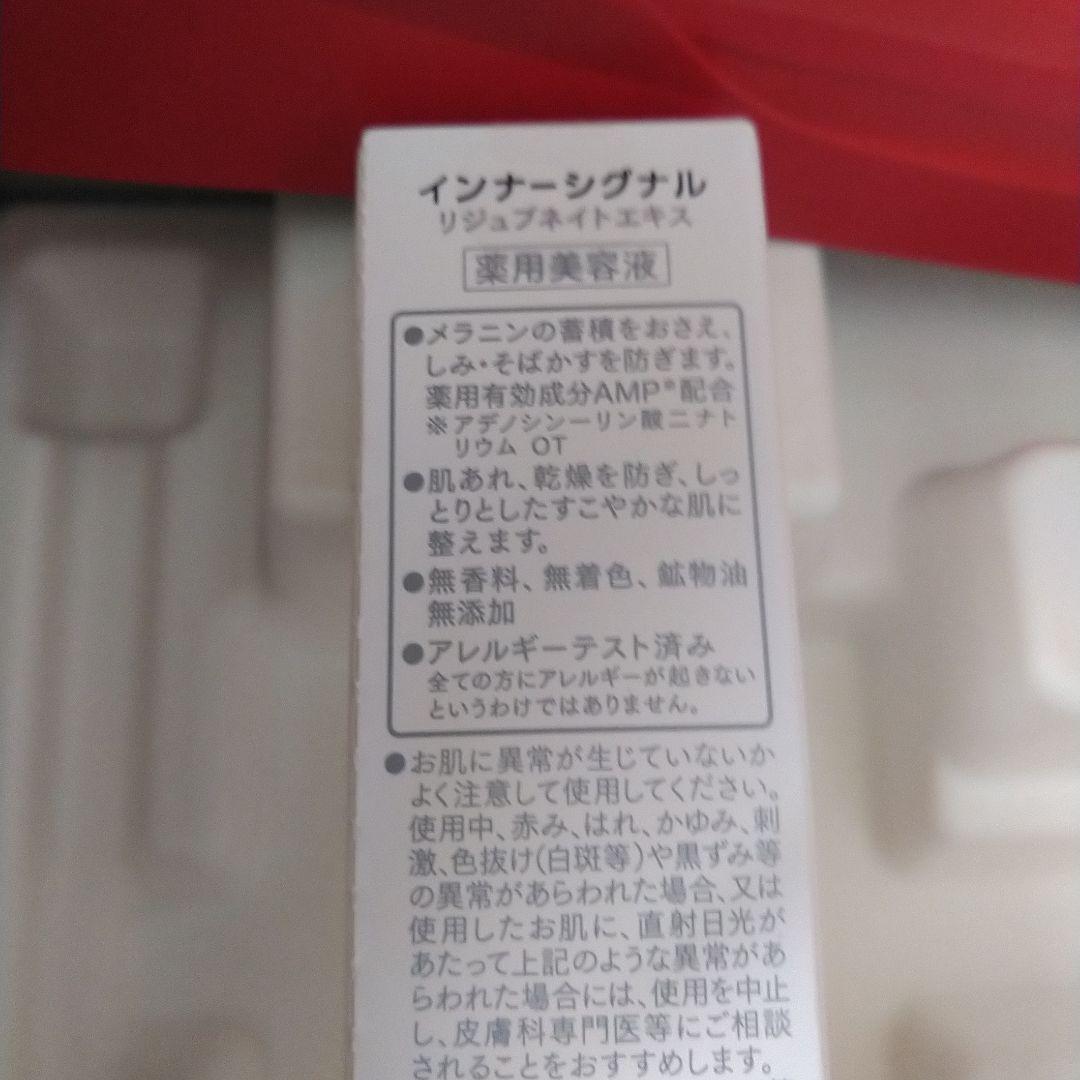 インナーシグナル
リジュブネイトエキス
薬用美容液
●メラニンの蓄積をおさえ、
しみ・そばかすを防ぎます。
薬用有効成分AMP※配合
※アデノシン一リン酸二ナト
リウム OT
●肌あれ、乾燥を防ぎ、しっ
とりとしたすこやかな肌に
整えます。
●無香料、無着色、鉱物油
無添加
●アレルギーテスト済み
全ての方にアレルギーが起きない
というわけではありません。
●お肌に異常が生じていないか
よく注意して使用してください。
使用中、赤み、はれ、かゆみ、刺
激、色抜け(白斑等)や黒ずみ等
の異常があらわれた場合、又は
使用したお肌に、直射日光が
あたって上記のような異常があ
らわれた場合には、使用を中止
し、皮膚科専門医等にご相談
されることをおすすめします。